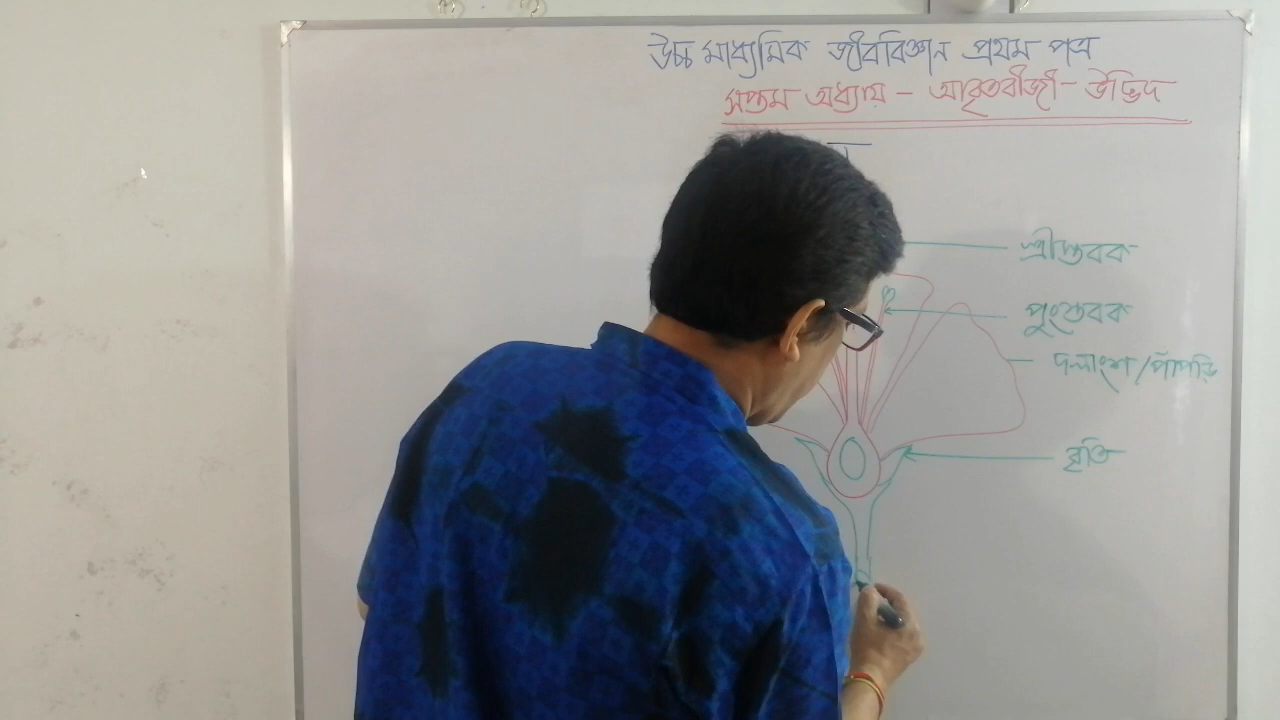 উচ্চ মাধ্যমিক জীববিজ্ঞান প্রথম পত্র
সপ্তম অধ্যায় - আবৃতবীজী- উদ্ভিদ
স্ত্রীস্তবক
পুংস্তবক
দলাংশ/পাঁপড়ি
বৃতি